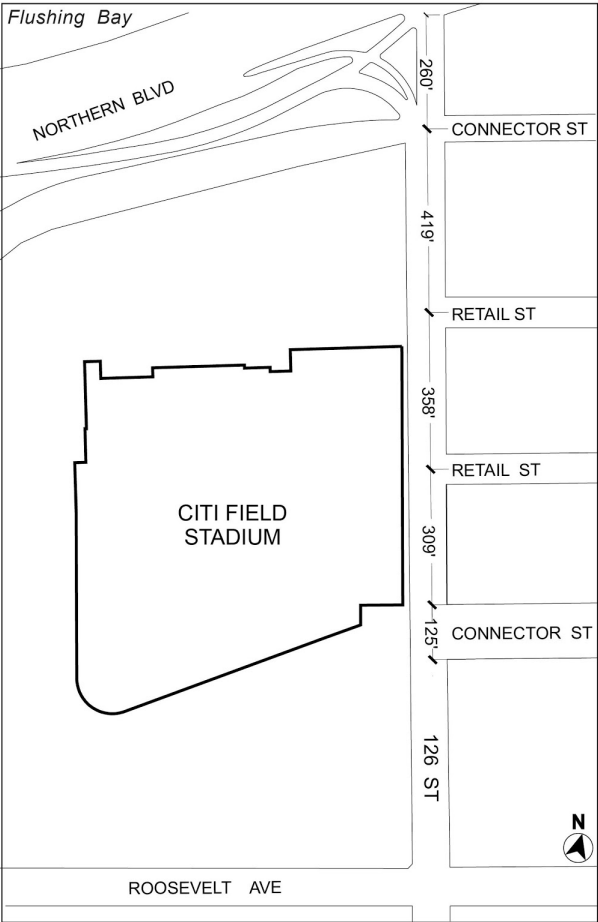 Flushing Bay
260'
NORTHERN BLVD
CONNECTOR ST
419'
RETAIL ST
358'
RETAIL ST
CITI FIELD
STADIUM
309'
125'
CONNECTOR ST
126 ST
N
ROOSEVELT AVE